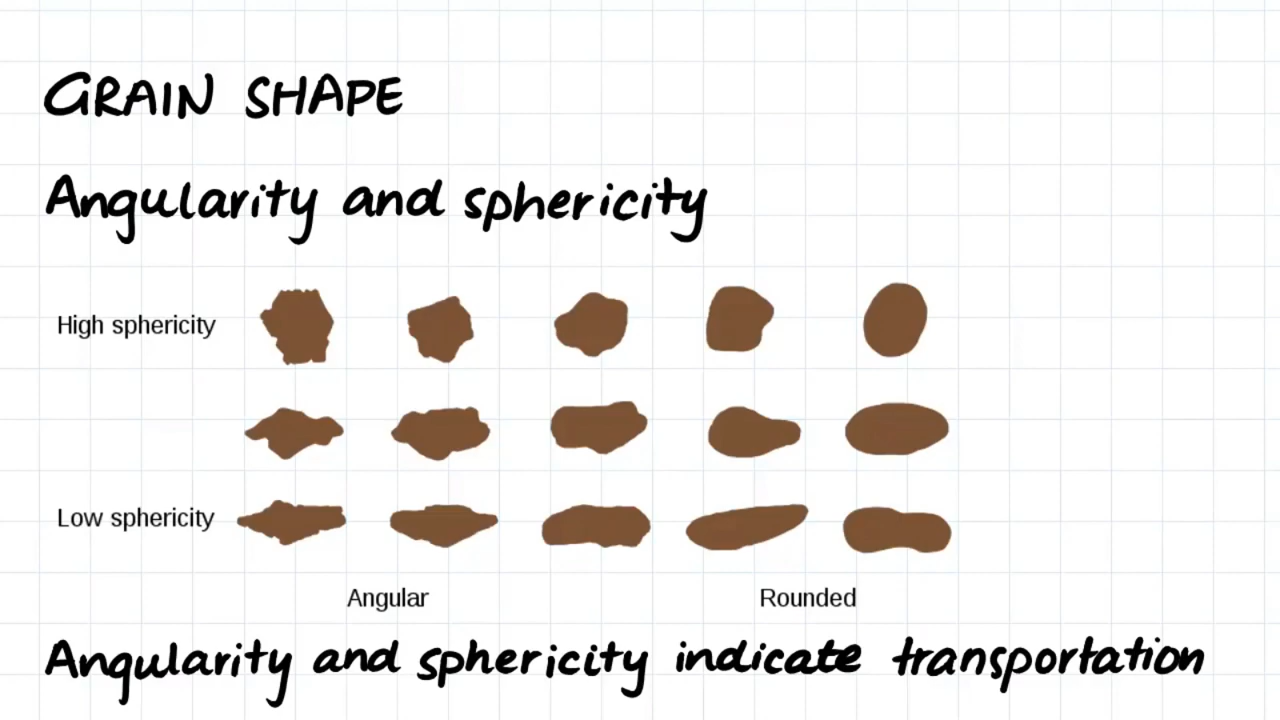 GRAIN SHAPE
Angularity and sphericity
High sphericity
Low sphericity
Angular Rounded
Angularity and sphericity indicate transportation